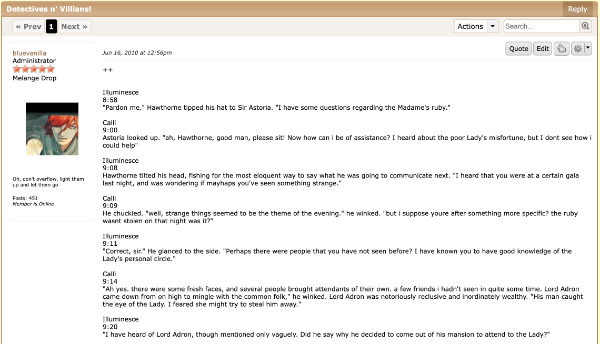 Detectives n' Villians!
Reply
« Prev 1 Next »
Actions
Search...
bluevanilla
Administrator
Melange Drop
Oh, don't overflow, light them
up and let them go
Posts: 451
Member is Online
Jun 16, 2010 at 12:56pm
Quote Edit
++
Illuminesce
8:58
"Pardon me." Hawthorne tipped his hat to Sir Astoria. "I have some questions regarding the Madame's ruby."
Calli
9:00
Astoria looked up. "ah, Hawthorne, good man, please sit! Now how can i be of assistance? I heard about the poor Lady's misfortune, but I dont see how i
could help"
Illuminesce
9:08
Hawthorne tilted his head, fishing for the most eloquent way to say what he was going to communicate next. "I heard that you were at a certain gala
last night, and was wondering if mayhaps you've seen something strange."
Calli
9:09
He chuckled. "well, strange things seemed to be the theme of the evening." he winked. "but i suppose youre after something more specific? the ruby
wasnt stolen on that night was it?"
Illuminesce
9:11
"Correct, sir." He glanced to the side. "Perhaps there were people that you have not seen before? I have known you to have good knowledge of the
Lady's personal circle."
Calli
9:14
"Ah yes. there were some fresh faces, and several people brought attendants of their own. a few friends i hadn't seen in quite some time. Lord Adron
came down from on high to mingle with the common folk," he winked. Lord Adron was notoriously reclusive and inordinately wealthy. "His man caught
the eye of the Lady. I feared she might try to steal him away."
Illuminesce
9:20
"I have heard of Lord Adron, though mentioned only vaguely. Did he say why he decided to come out of his mansion to attend to the Lady?"